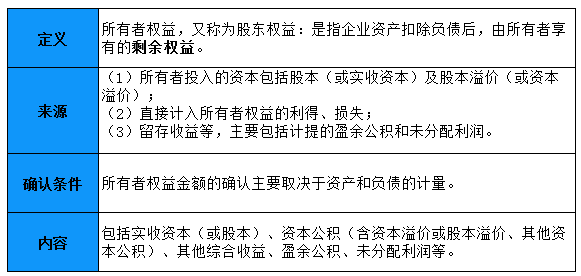 定义
所有者权益，又称为股东权益：是指企业资产扣除负债后，由所有者享
有的剩余权益。
来源
（1）所有者投入的资本包括股本（或实收资本）及股本溢价（或资本
溢价）；
（2）直接计入所有者权益的利得、损失；
（3）留存收益等，主要包括计提的盈余公积和未分配利润。
确认条件
所有者权益金额的确认主要取决于资产和负债的计量。
内容
包括实收资本（或股本）、资本公积（含资本溢价或股本溢价、其他资
本公积）、其他综合收益、盈余公积、未分配利润等。